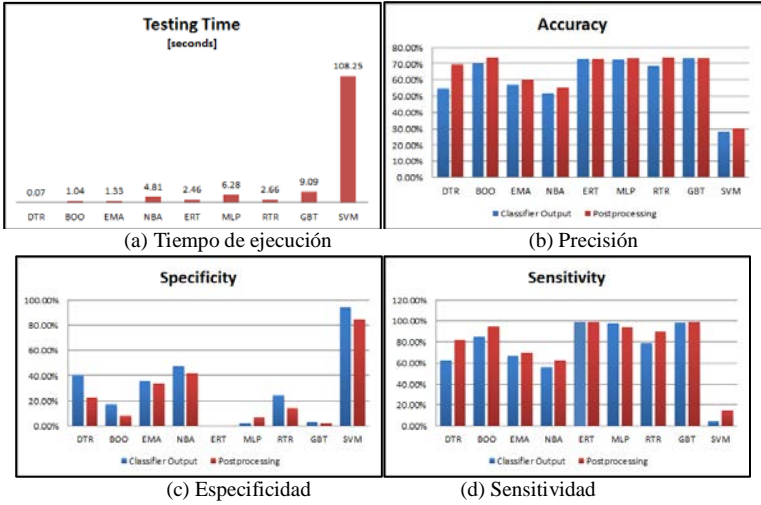 Testing Time
[seconds]
108.25
0.07 1.04 1.33 4.81 2.46 6.28 2.66 9.09
DTR BOO EMA NBA ERT MLP RTR GBT SVM
(a) Tiempo de ejecución
Accuracy
80.00%
70.00%
60.00%
50.00%
40.00%
30.00%
20.00%
10.00%
0.00%
DTR BOO EMA NBA ERT MLP RTR GBT SVM
Classifier Output Postprocessing
(b) Precisión
Specificity
100.00%
80.00%
60.00%
40.00%
20.00%
0.00%
DTR BOO EMA NBA ERT MLP RTR GBT SVM
Classifier Output Postprocessing
(c) Especificidad
Sensitivity
120.00%
100.00%
80.00%
60.00%
40.00%
20.00%
0.00%
DTR BOO EMA NBA ERT MLP RTR GBT SVM
Classifier Output Postprocessing
(d) Sensitividad